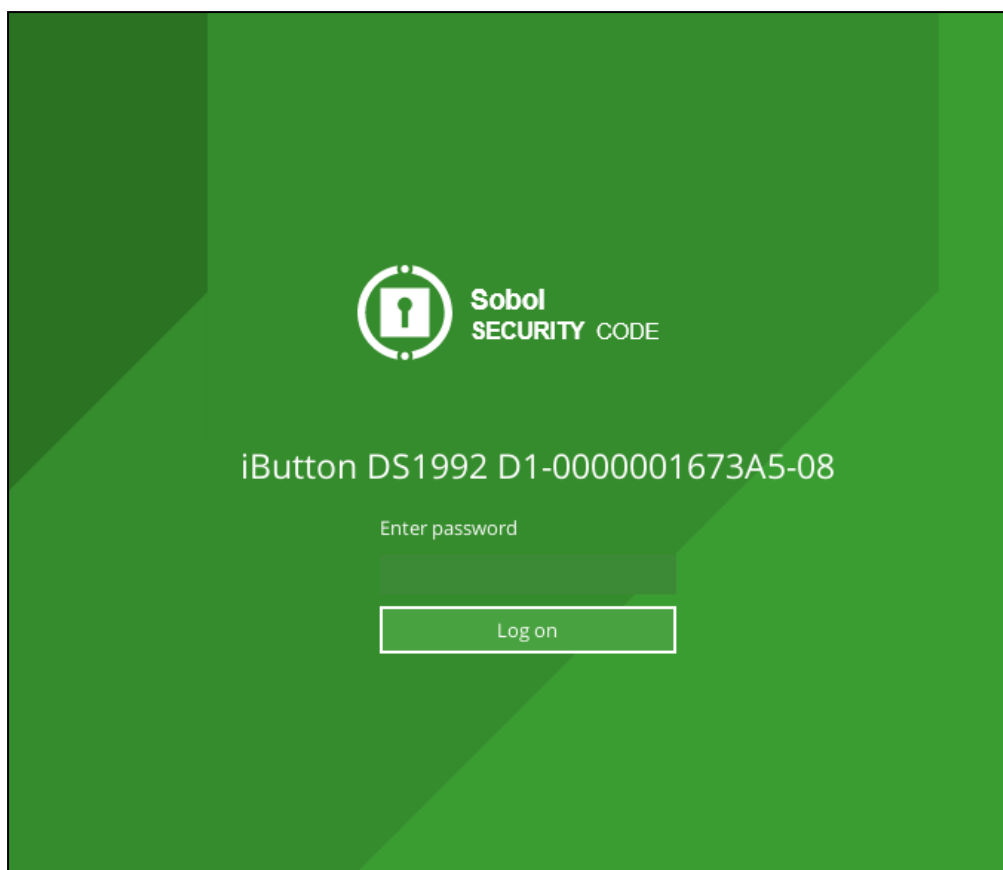 Sobol
SECURITY CODE
iButton DS1992 D1-0000001673A5-08
Enter password
Log on